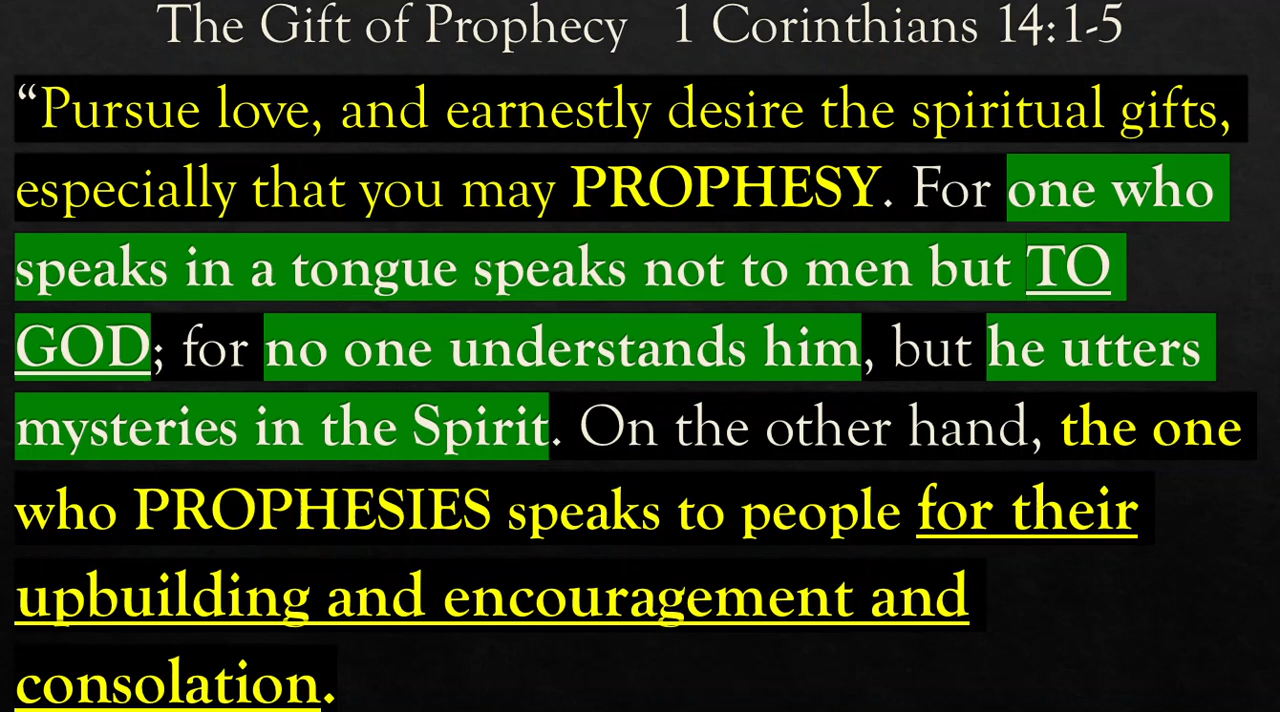 The Gift of Prophecy 1 Corinthians 14:1-5
“Pursue love, and earnestly desire the spiritual gifts,
especially that you may PROPHESY. For one who
speaks in a tongue speaks not to men but TO
GOD; for no one understands him, but he utters
mysteries in the Spirit. On the other hand, the one
who PROPHESIES speaks to people for their
upbuilding and encouragement and
consolation.